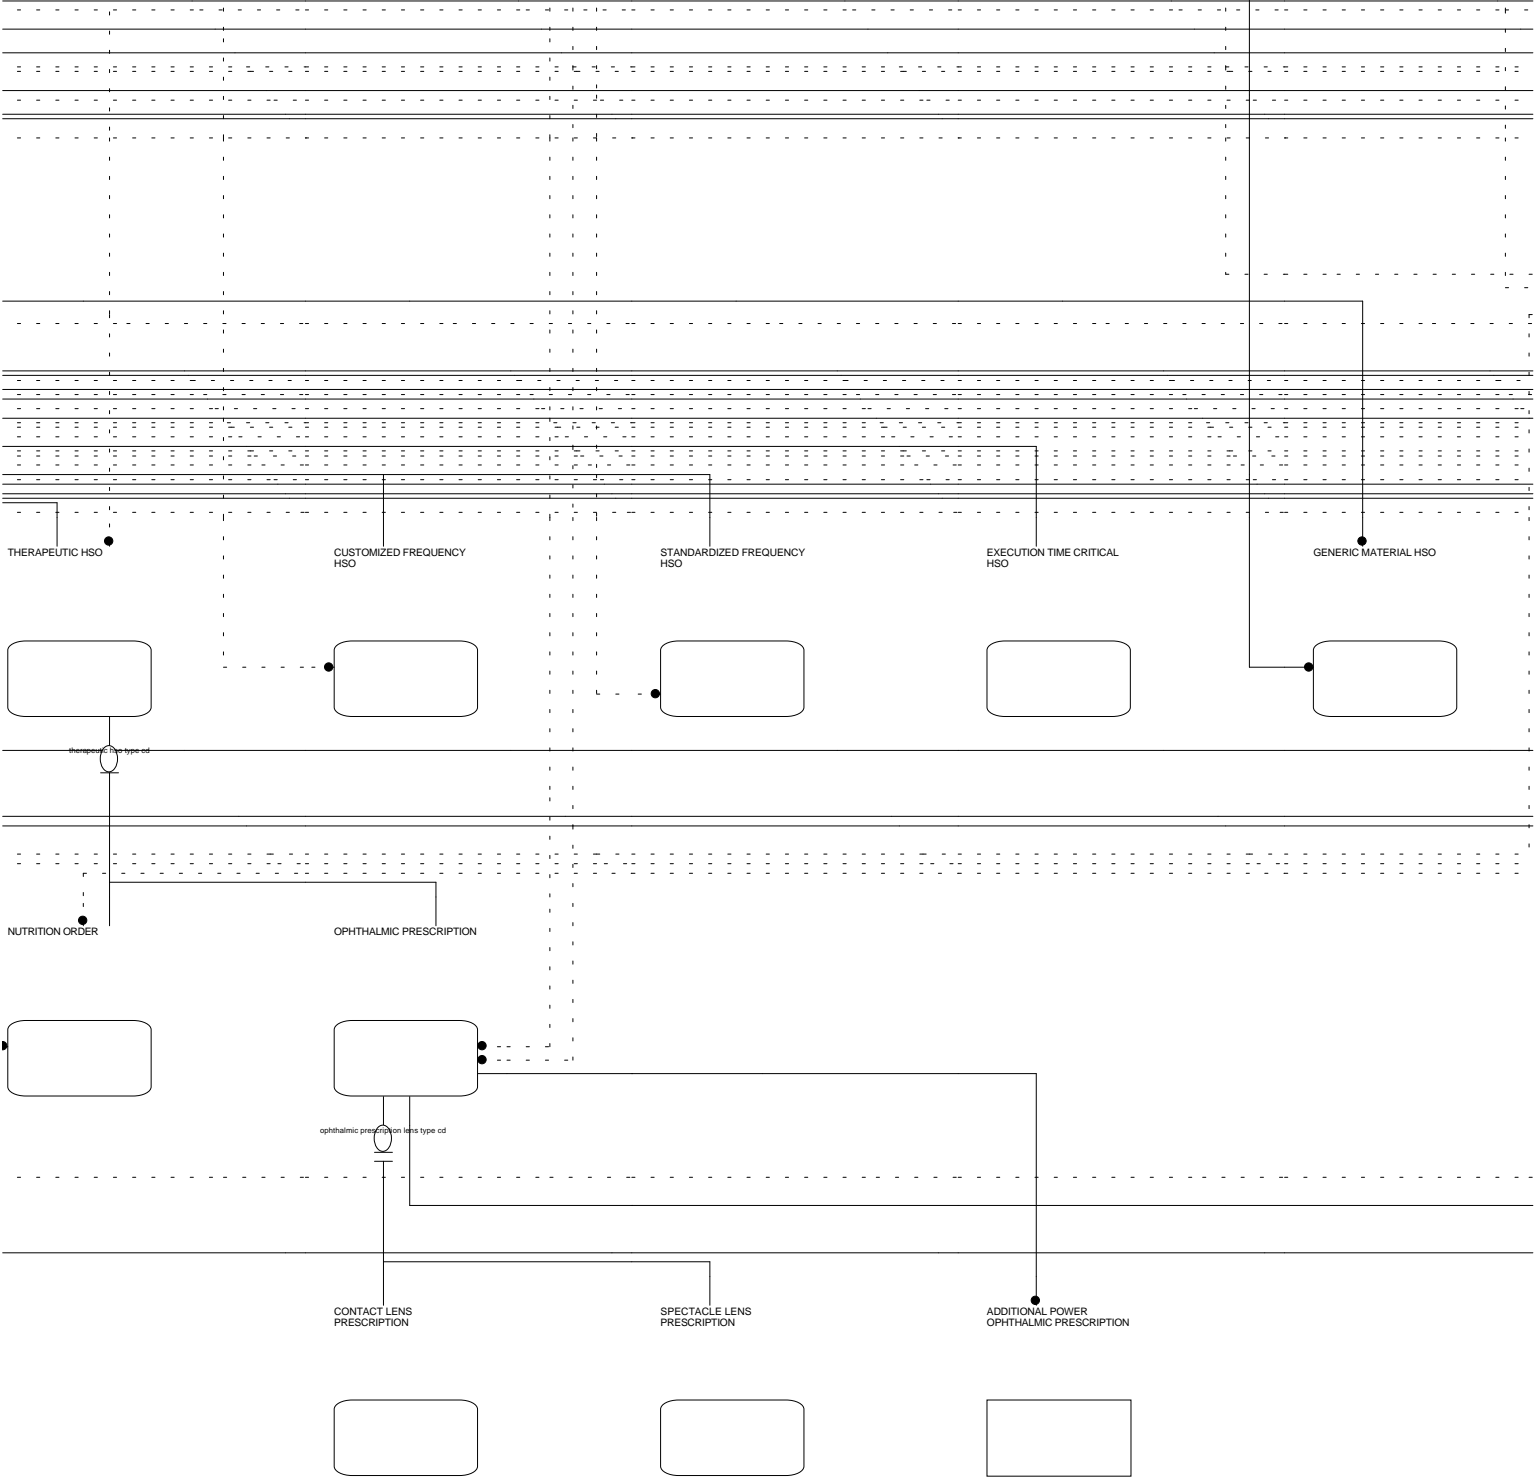 THERAPEUTIC HSO
CUSTOMIZED FREQUENCY
HSO
STANDARDIZED FREQUENCY
HSO
EXECUTION TIME CRITICAL
HSO
GENERIC MATERIAL HSO
therapeutic hso type cd
NUTRITION ORDER
OPHTHALMIC PRESCRIPTION
ophthalmic prescription lens type cd
CONTACT LENS
PRESCRIPTION
SPECTACLE LENS
PRESCRIPTION
ADDITIONAL POWER
OPHTHALMIC PRESCRIPTION